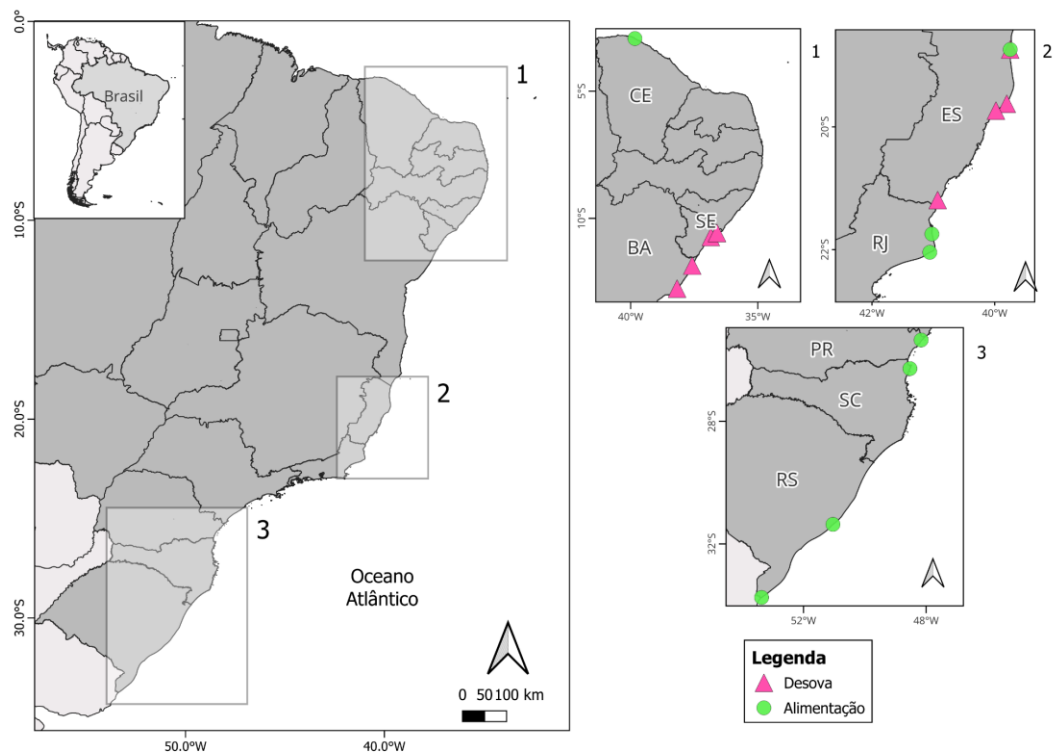 0.0°
10.0°S
20.0°S
30.0°S
50.0°W
40.0°W
Brasil
1
2
3
Oceano
Atlântico
0 50 100 km
1
CE
SE
BA
5°S
10°S
40°W
35°W
2
ES
RJ
20°S
22°S
42°W
40°W
3
PR
SC
RS
28°S
32°S
52°W
48°W
Legenda
Desova
Alimentação